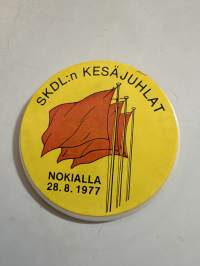 SKDL:n KESÄJUHLAT
NOKIALLA
28.8.1977